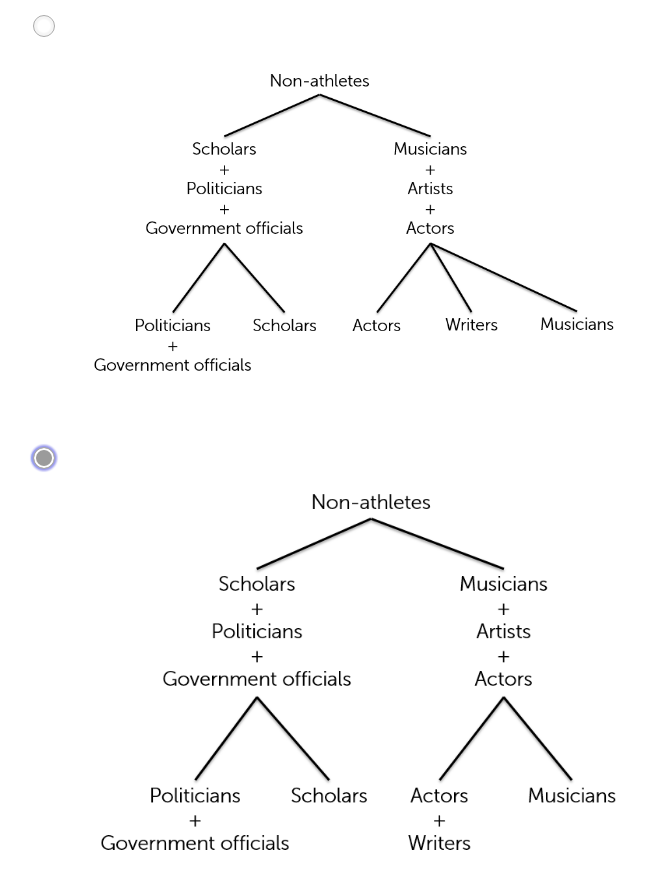 Non-athletes
Scholars Musicians
+ +
Politicians Artists
+ +
Government officials Actors
Politicians Scholars Actors Writers Musicians
+
Government officials
Non-athletes
Scholars Musicians
+ +
Politicians Artists
+ +
Government officials Actors
Politicians Scholars Actors Musicians
+ +
Government officials Writers